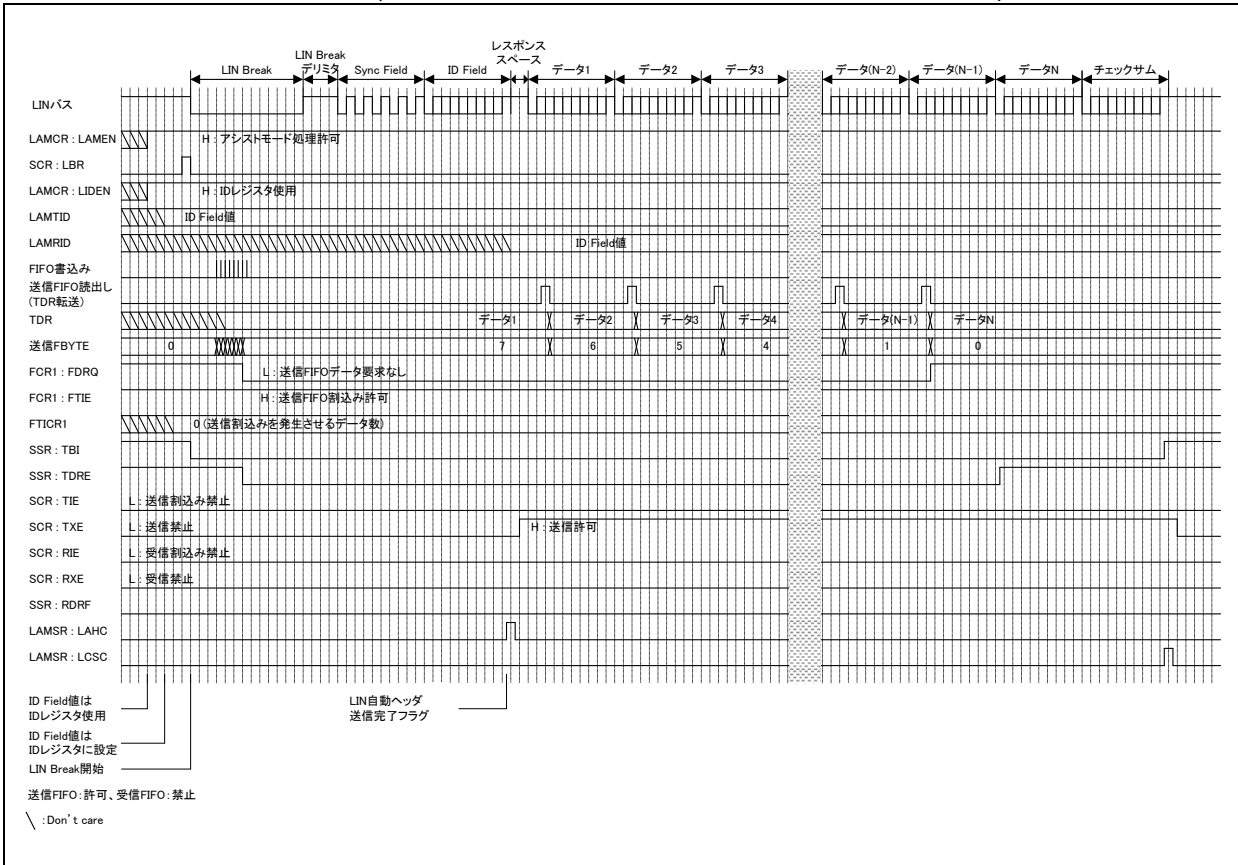 LIN Break
LIN Break
デリミタ
Sync Field
ID Field
レスポンス
スペース
データ1
データ2
データ3
データ(N-2)
データ(N-1)
データN
チェックサム
LINバス
LAMCR : LAMEN
H : アシストモード処理許可
SCR : LBR
LAMCR : LIDEN
H : IDレジスタ使用
LAMTID
ID Field値
LAMRID
ID Field値
FIFO書込み
送信FIFO読出し
(TDR転送)
TDR
データ1
データ2
データ3
データ4
データ(N-1)
データN
送信FBYTE
0
7
6
5
4
1
0
FCR1 : FDRQ
L : 送信FIFOデータ要求なし
FCR1 : FTIE
H : 送信FIFO割込み許可
FTICR1
0 (送信割込みを発生させるデータ数)
SSR : TBI
SSR : TDRE
SCR : TIE
L : 送信割込み禁止
SCR : TXE
L : 送信禁止
H : 送信許可
SCR : RIE
L : 受信割込み禁止
SCR : RXE
L : 受信禁止
SSR : RDRF
LAMSR : LAHC
LAMSR : LCSC
ID Field値は
IDレジスタ使用
LIN自動ヘッダ
送信完了フラグ
ID Field値は
IDレジスタに設定
LIN Break開始
送信FIFO:許可、受信FIFO:禁止
\ :Don't care